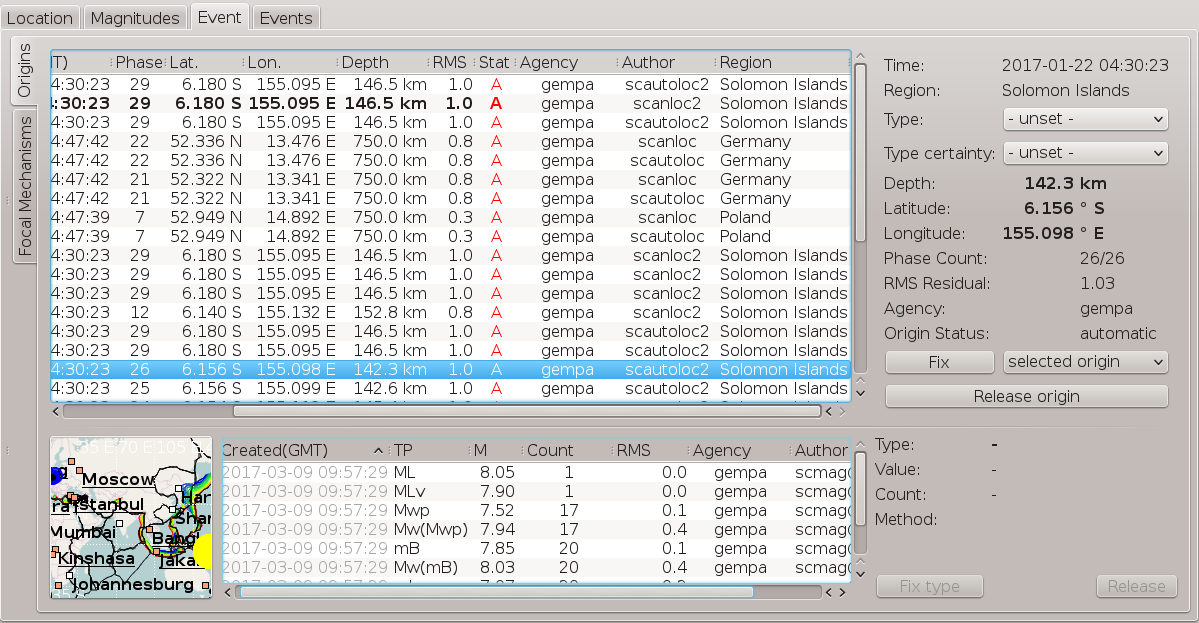 Location Magnitudes Event Events
Origins
Focal Mechanisms
T) Phase Lat. Lon. Depth RMS Stat Agency Author Region
4:30:23 29 6.180 S 155.095 E 146.5 km 1.0 A gempa scautoloc2 Solomon Islands
4:30:23 29 6.180 S 155.095 E 146.5 km 1.0 A gempa scanloc2 Solomon Islands
4:30:23 29 6.180 S 155.095 E 146.5 km 1.0 A gempa scautoloc2 Solomon Islands
4:47:42 22 52.336 N 13.476 E 750.0 km 0.8 A gempa scanloc Germany
4:47:42 22 52.336 N 13.476 E 750.0 km 0.8 A gempa scautoloc Germany
4:47:42 21 52.322 N 13.341 E 750.0 km 0.8 A gempa scanloc Germany
4:47:42 21 52.322 N 13.341 E 750.0 km 0.8 A gempa scautoloc Germany
4:47:39 7 52.949 N 14.892 E 750.0 km 0.3 A gempa scanloc Poland
4:47:39 7 52.949 N 14.892 E 750.0 km 0.3 A gempa scautoloc Poland
4:30:23 29 6.180 S 155.095 E 146.5 km 1.0 A gempa scanloc2 Solomon Islands
4:30:23 29 6.180 S 155.095 E 146.5 km 1.0 A gempa scautoloc2 Solomon Islands
4:30:23 29 6.180 S 155.095 E 146.5 km 1.0 A gempa scanloc2 Solomon Islands
4:30:23 12 6.140 S 155.132 E 152.8 km 0.8 A gempa scanloc2 Solomon Islands
4:30:23 29 6.180 S 155.095 E 146.5 km 1.0 A gempa scautoloc2 Solomon Islands
4:30:23 29 6.180 S 155.095 E 146.5 km 1.0 A gempa scautoloc2 Solomon Islands
4:30:23 26 6.156 S 155.098 E 142.3 km 1.0 A gempa scautoloc2 Solomon Islands
4:30:23 25 6.156 S 155.099 E 142.6 km 1.0 A gempa scautoloc2 Solomon Islands
Time: 2017-01-22 04:30:23
Region: Solomon Islands
Type: - unset -
Type certainty: - unset -
Depth: 142.3 km
Latitude: 6.156 ° S
Longitude: 155.098 ° E
Phase Count: 26/26
RMS Residual: 1.03
Agency: gempa
Origin Status: automatic
Fix selected origin
Release origin
35 E 70 E 105 E
Moscow
Har
Istanbul
Shan
Mumbai
Bang
Kinshasa
Jaka
Johannesburg
Created(GMT) TP M Count RMS Agency Author
2017-03-09 09:57:29 ML 8.05 1 0.0 gempa scmag
2017-03-09 09:57:29 MLv 7.90 1 0.0 gempa scmag
2017-03-09 09:57:29 Mwp 7.52 17 0.1 gempa scmag
2017-03-09 09:57:29 Mw(Mwp) 7.94 17 0.4 gempa scmag
2017-03-09 09:57:29 mB 7.85 20 0.1 gempa scmag
2017-03-09 09:57:29 Mw(mB) 8.03 20 0.4 gempa scmag
Type: -
Value: -
Count: -
Method:
Fix type Release